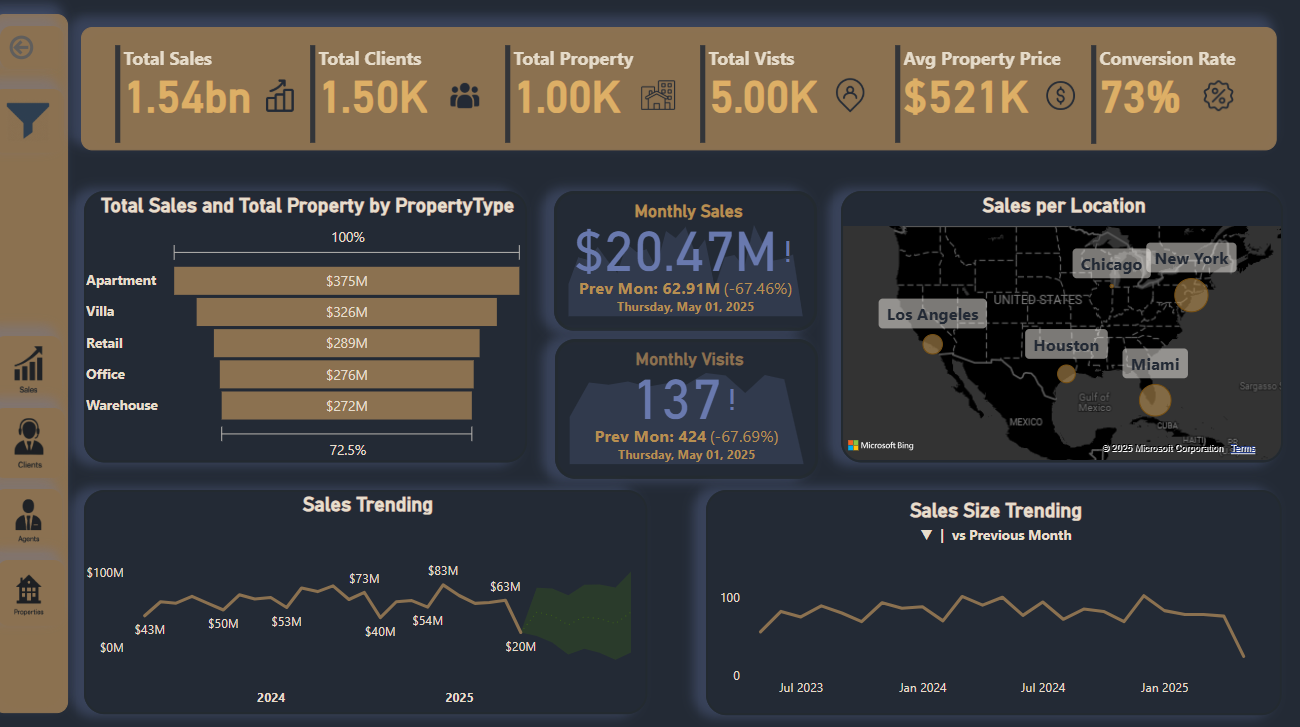 Total Sales
1.54bn
Total Clients
1.50K
Total Property
1.00K
Total Vists
5.00K
Avg Property Price
$521K
Conversion Rate
73%
Sales
Clients
Agents
Properties
Total Sales and Total Property by PropertyType
100%
Apartment $375M
Villa $326M
Retail $289M
Office $276M
Warehouse $272M
72.5%
Monthly Sales
$20.47M!
Prev Mon: 62.91M (-67.46%)
Thursday, May 01, 2025
Monthly Visits
137!
Prev Mon: 424 (-67.69%)
Thursday, May 01, 2025
Sales per Location
Chicago
New York
UNITED STATES
Los Angeles
Houston
Miami
Sargasso S
Gulf of
Mexico
MEXICO
CUBA
HAITI
PR
Microsoft Bing
© 2025 Microsoft Corporation Terms
Sales Trending
$100M
$0M
$43M
$50M
$53M
$73M
$40M
$54M
$83M
$63M
$20M
2024
2025
Sales Size Trending
▼ | vs Previous Month
100
0
Jul 2023
Jan 2024
Jul 2024
Jan 2025